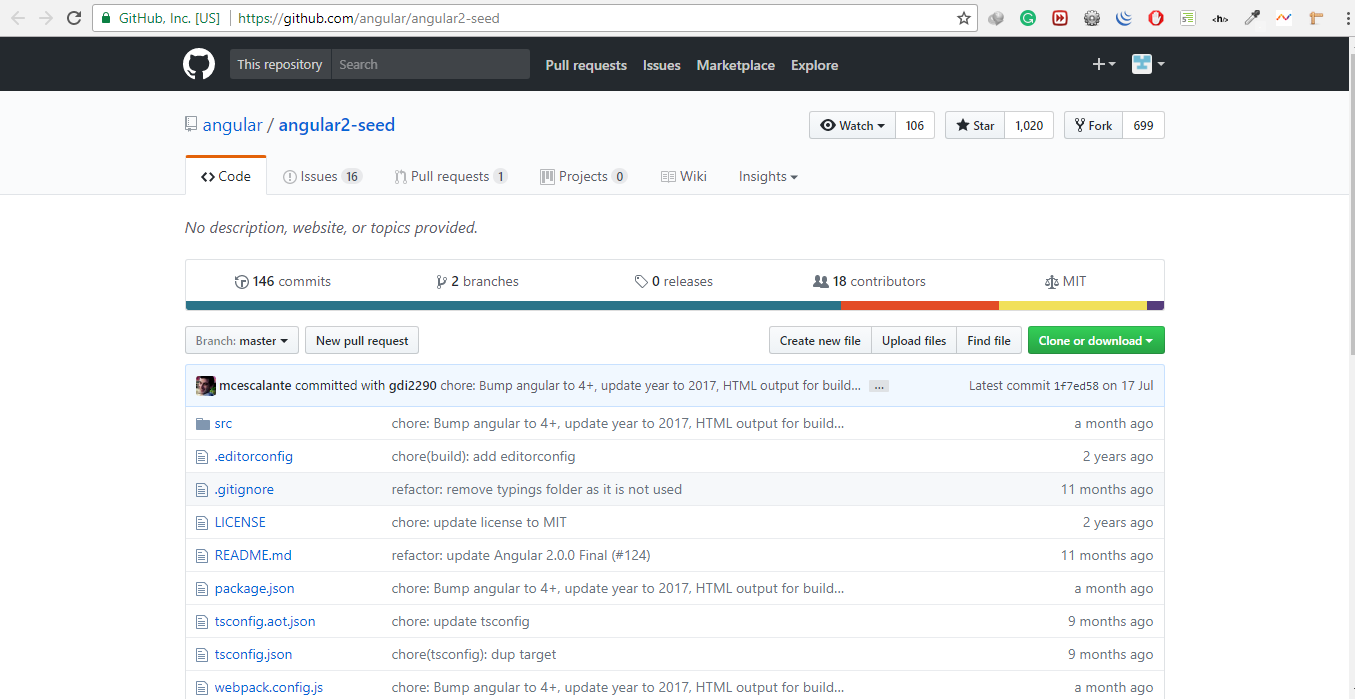 GitHub, Inc. [US] https://github.com/angular/angular2-seed
This repository Search Pull requests Issues Marketplace Explore
angular / angular2-seed Watch 106 Star 1,020 Fork 699
Code Issues 16 Pull requests 1 Projects 0 Wiki Insights
No description, website, or topics provided.
146 commits 2 branches 0 releases 18 contributors MIT
Branch: master New pull request Create new file Upload files Find file Clone or download
mcescalante committed with gdi2290 chore: Bump angular to 4+, update year to 2017, HTML output for build... ... Latest commit 1f7ed58 on 17 Jul
src chore: Bump angular to 4+, update year to 2017, HTML output for build... a month ago
.editorconfig chore(build): add editorconfig 2 years ago
.gitignore refactor: remove typings folder as it is not used 11 months ago
LICENSE chore: update license to MIT 2 years ago
README.md refactor: update Angular 2.0.0 Final (#124) 11 months ago
package.json chore: Bump angular to 4+, update year to 2017, HTML output for build... a month ago
tsconfig.aot.json chore: update tsconfig 9 months ago
tsconfig.json chore(tsconfig): dup target 9 months ago
webpack.config.js chore: Bump angular to 4+, update year to 2017, HTML output for build... a month ago